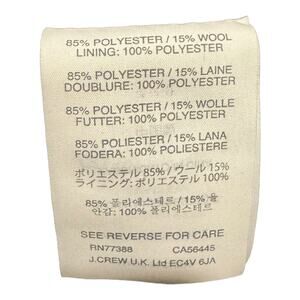 85% POLYESTER / 15% WOOL
LINING: 100% POLYESTER
85% POLYESTER / 15% LAINE
DOUBLURE: 100% POLYESTER
85% POLYESTER / 15% WOLLE
FUTTER: 100% POLYESTER
85% POLIESTER / 15% LANA
FODERA: 100% POLIESTERE
ポリエステル 85% / ウール 15%
ライニング: ポリエステル 100%
85% 폴리에스테르 / 15% 울
안감: 100% 폴리에스테르
SEE REVERSE FOR CARE
RN77388 CA56445
J.CREW U.K. Ltd EC4V 6JA